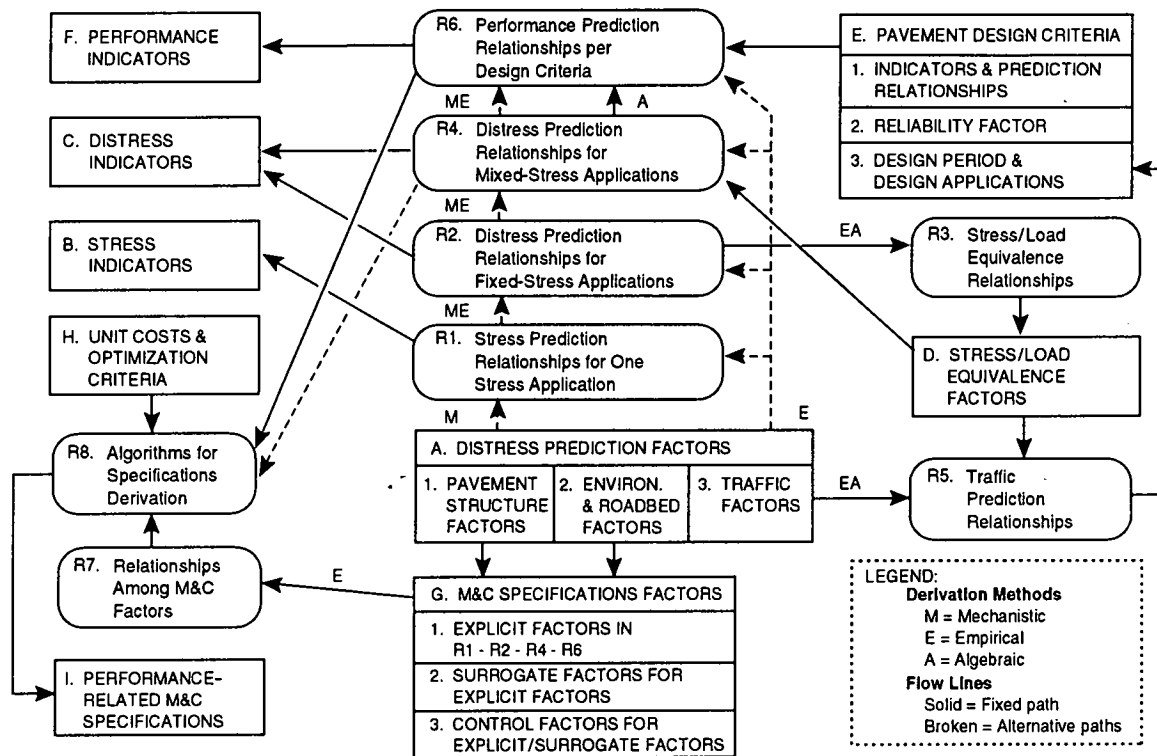 F. PERFORMANCE
INDICATORS
R6. Performance Prediction
Relationships per
Design Criteria
E. PAVEMENT DESIGN CRITERIA
1. INDICATORS & PREDICTION
RELATIONSHIPS
2. RELIABILITY FACTOR
3. DESIGN PERIOD &
DESIGN APPLICATIONS
ME
A
C. DISTRESS
INDICATORS
R4. Distress Prediction
Relationships for
Mixed-Stress Applications
ME
B. STRESS
INDICATORS
R2. Distress Prediction
Relationships for
Fixed-Stress Applications
EA
R3. Stress/Load
Equivalence
Relationships
ME
H. UNIT COSTS &
OPTIMIZATION
CRITERIA
R1. Stress Prediction
Relationships for One
Stress Application
D. STRESS/LOAD
EQUIVALENCE
FACTORS
M
E
R8. Algorithms for
Specifications
Derivation
A. DISTRESS PREDICTION FACTORS
1. PAVEMENT
STRUCTURE
FACTORS
2. ENVIRON.
& ROADBED
FACTORS
3. TRAFFIC
FACTORS
EA
R5. Traffic
Prediction
Relationships
R7. Relationships
Among M&C
Factors
E
G. M&C SPECIFICATIONS FACTORS
1. EXPLICIT FACTORS IN
R1 - R2 - R4 - R6
2. SURROGATE FACTORS FOR
EXPLICIT FACTORS
3. CONTROL FACTORS FOR
EXPLICIT/SURROGATE FACTORS
I. PERFORMANCE-
RELATED M&C
SPECIFICATIONS
LEGEND:
Derivation Methods
M = Mechanistic
E = Empirical
A = Algebraic
Flow Lines
Solid = Fixed path
Broken = Alternative paths